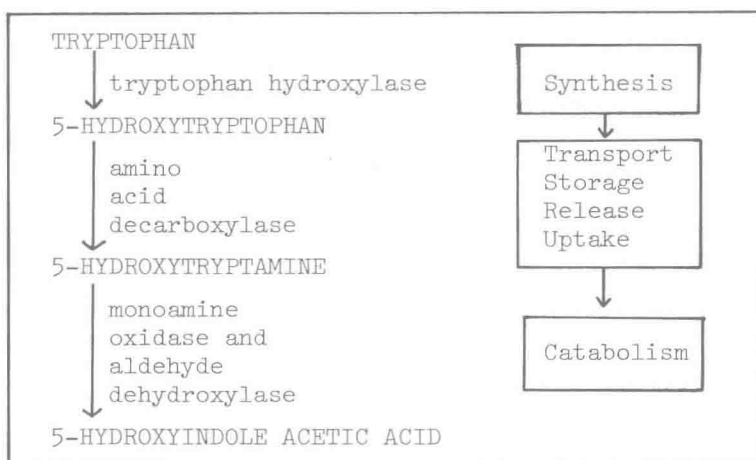 TRYPTOPHAN
tryptophan hydroxylase
5-HYDROXYTRYPTOPHAN
amino
acid
decarboxylase
5-HYDROXYTRYPTAMINE
monoamine
oxidase and
aldehyde
dehydroxylase
5-HYDROXYINDOLE ACETIC ACID
Synthesis
Transport
Storage
Release
Uptake
Catabolism